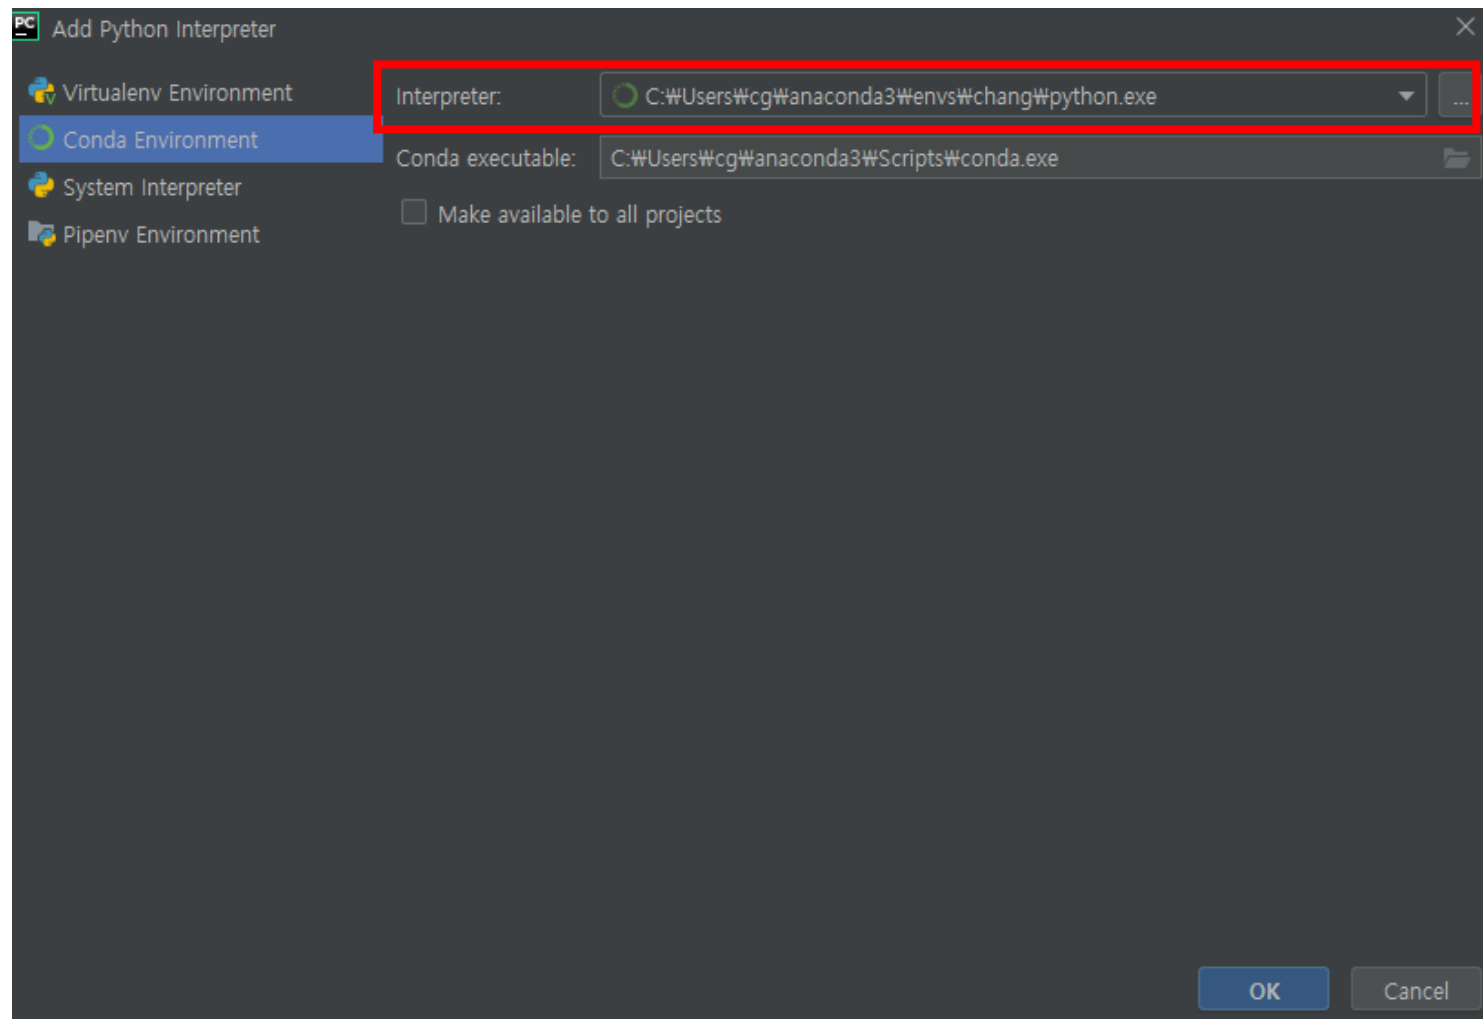 PC Add Python Interpreter
Virtualenv Environment
Conda Environment
System Interpreter
Pipenv Environment
Interpreter: C:₩Users₩cg₩anaconda3₩envs₩chang₩python.exe ...
Conda executable: C:₩Users₩cg₩anaconda3₩Scripts₩conda.exe
Make available to all projects
OK Cancel